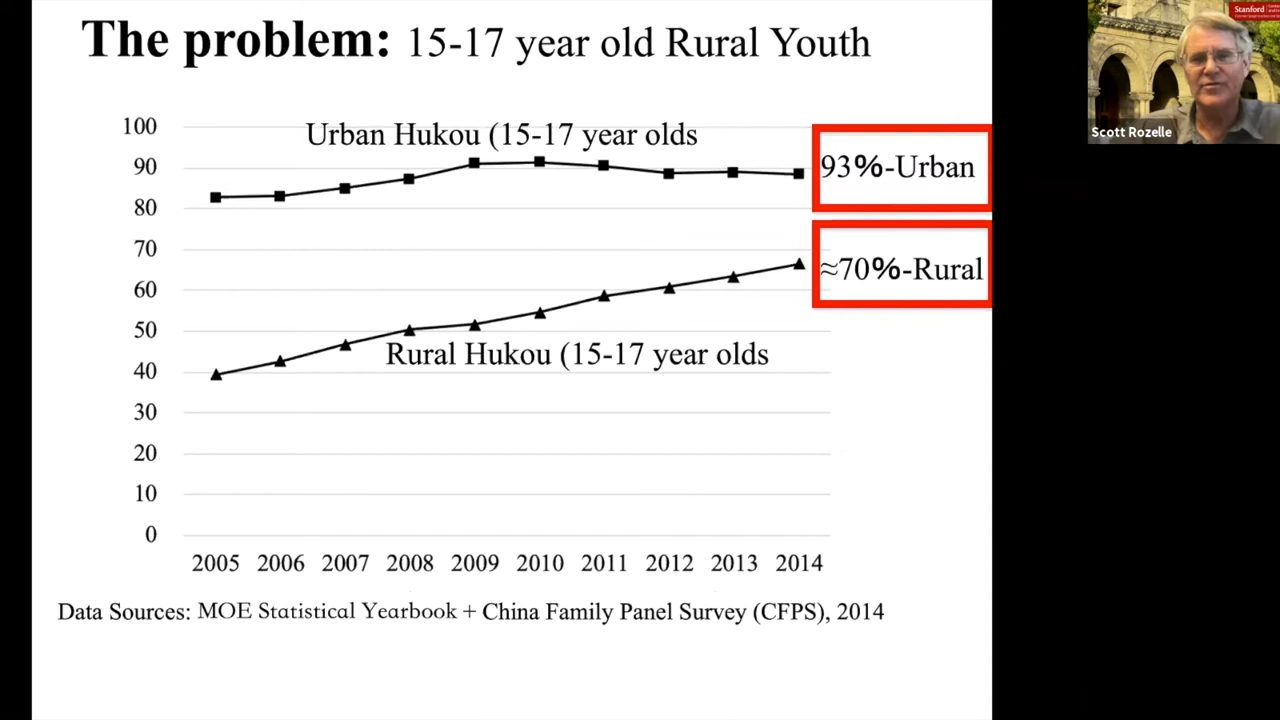 The problem: 15-17 year old Rural Youth
100
Urban Hukou (15-17 year olds
90
80
70
60
50
40
30
20
10
0
93%-Urban
≈70%-Rural
Rural Hukou (15-17 year olds
2005 2006 2007 2008 2009 2010 2011 2012 2013 2014
Data Sources: MOE Statistical Yearbook + China Family Panel Survey (CFPS), 2014
Stanford
Scott Rozelle